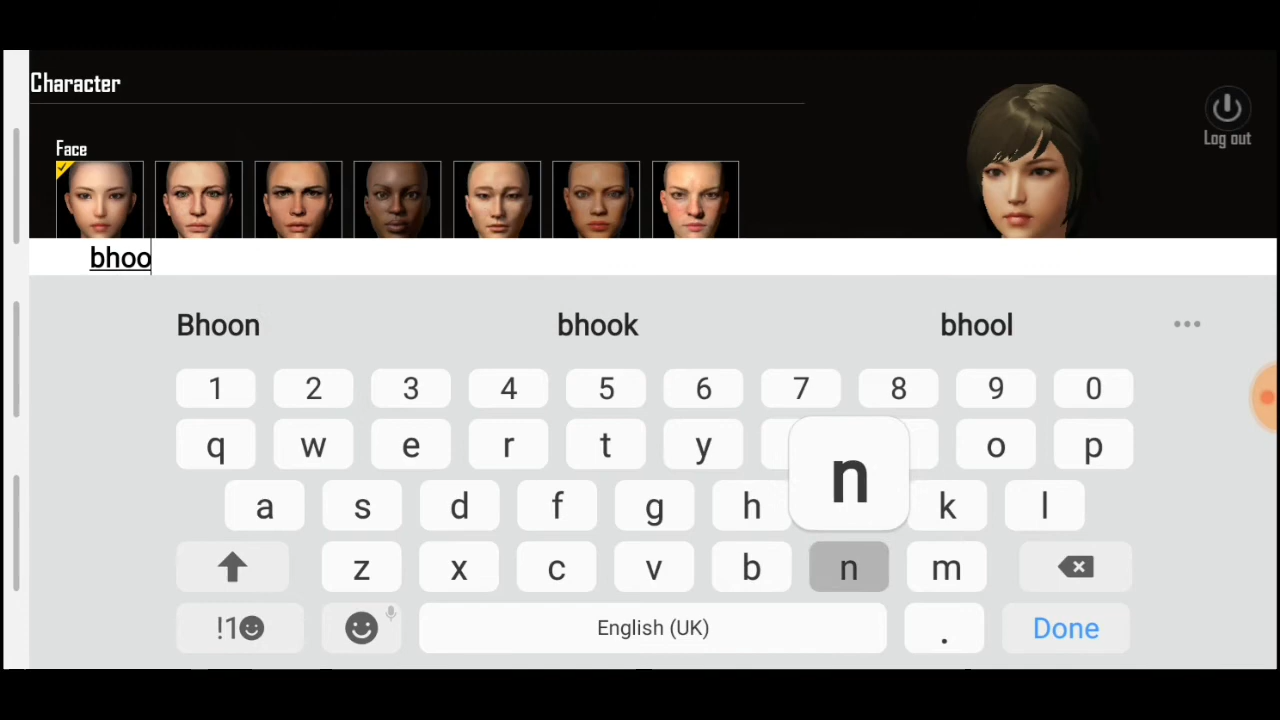 Character
Log out
Face
bhoo
Bhoon bhook bhool
1 2 3 4 5 6 7 8 9 0
q w e r t y o p
a s d f g h n k l
z x c v b n m
!1 English (UK) . Done